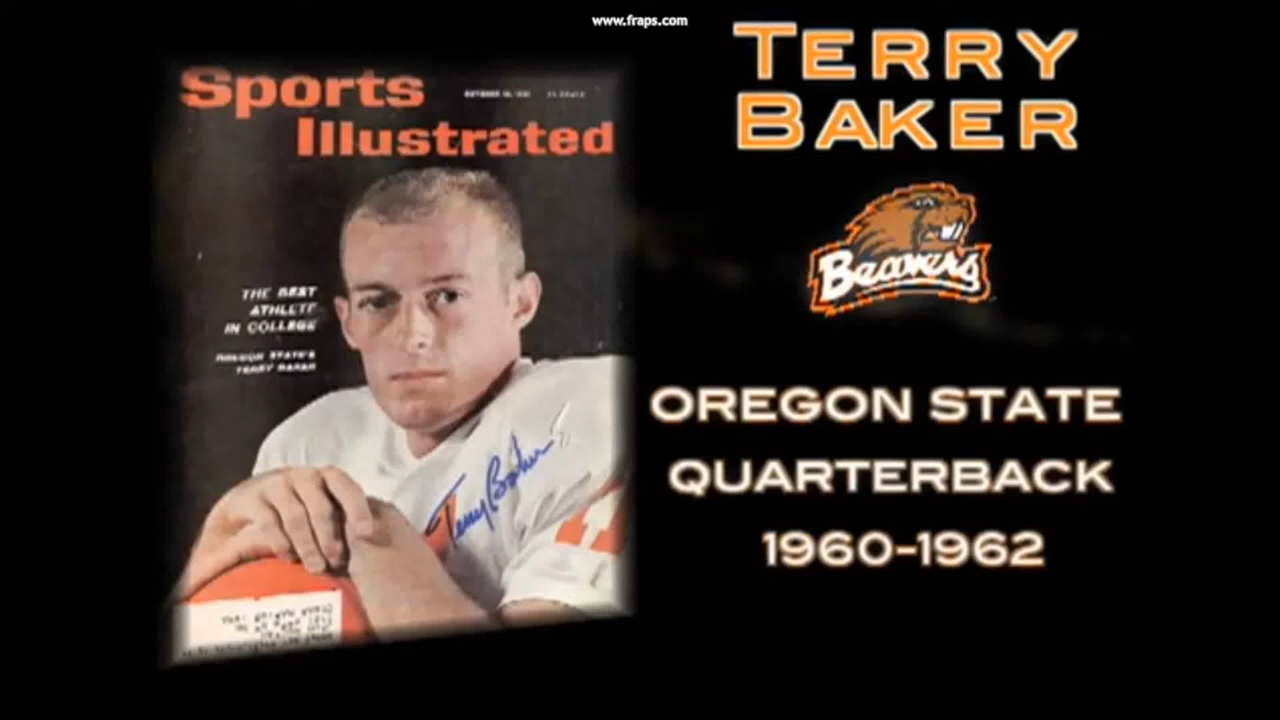 www.fraps.com
Sports
Illustrated
THE BEST
ATHLETE
IN COLLEGE
OREGON STATE'S
TERRY BAKER
Terry Baker
TERRY
BAKER
Beavers
OREGON STATE
QUARTERBACK
1960-1962